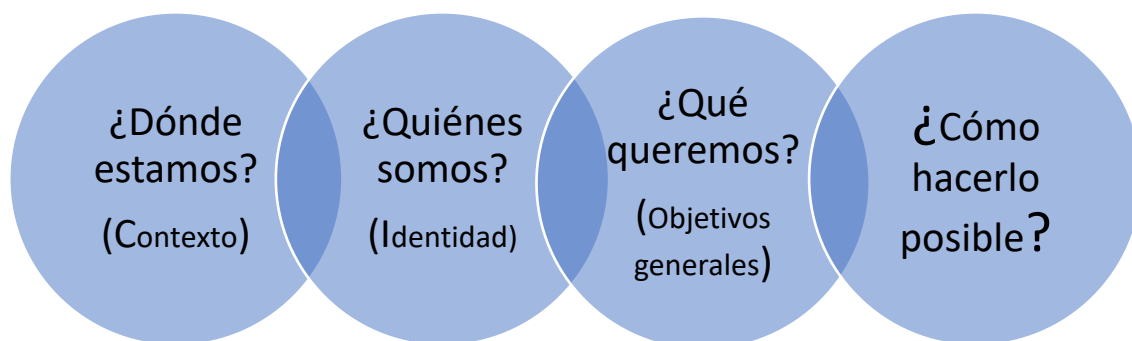 ¿Dónde
estamos?
(Contexto)
¿Quiénes
somos?
(Identidad)
¿Qué
queremos?
(Objetivos
generales)
¿Cómo
hacerlo
posible?